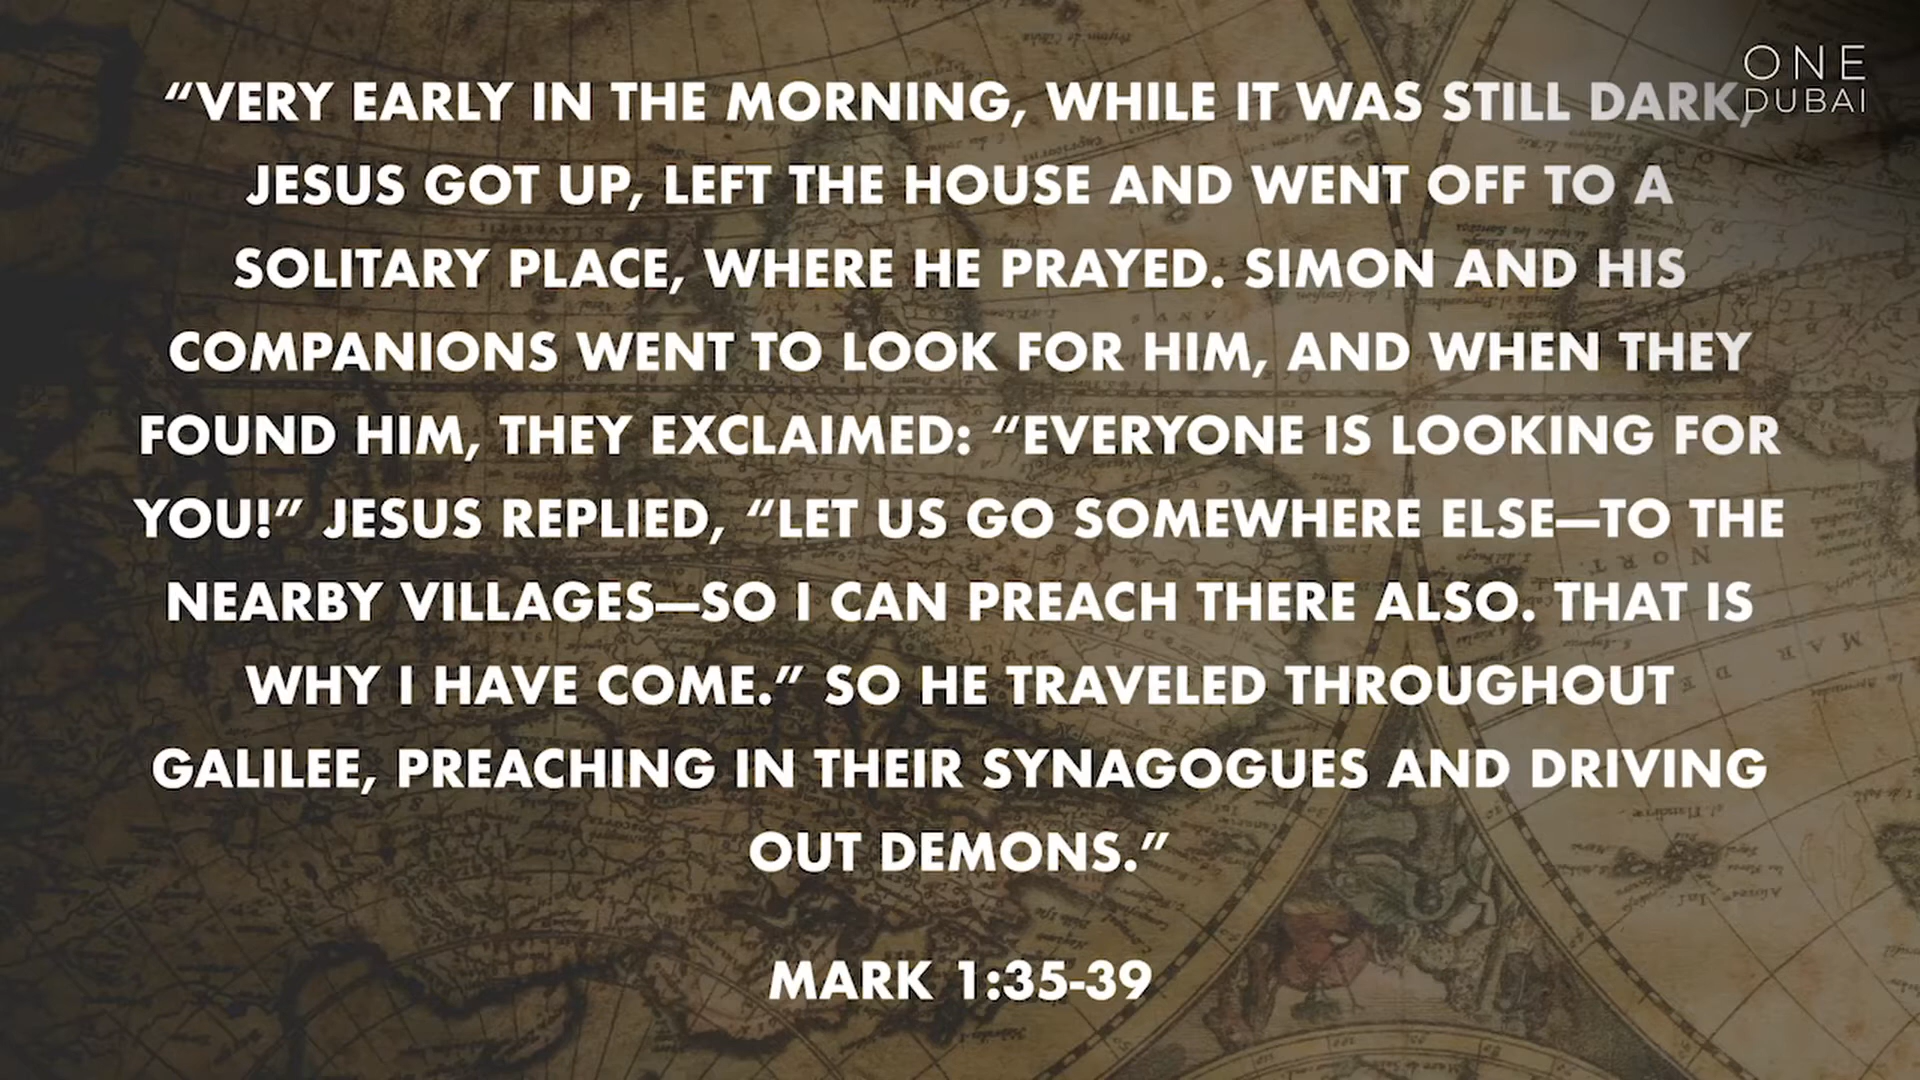 “VERY EARLY IN THE MORNING, WHILE IT WAS STILL DARK,
ONE
DUBAI
JESUS GOT UP, LEFT THE HOUSE AND WENT OFF TO A
SOLITARY PLACE, WHERE HE PRAYED. SIMON AND HIS
COMPANIONS WENT TO LOOK FOR HIM, AND WHEN THEY
FOUND HIM, THEY EXCLAIMED: “EVERYONE IS LOOKING FOR
YOU!” JESUS REPLIED, “LET US GO SOMEWHERE ELSE—TO THE
NEARBY VILLAGES—SO I CAN PREACH THERE ALSO. THAT IS
WHY I HAVE COME.” SO HE TRAVELED THROUGHOUT
GALILEE, PREACHING IN THEIR SYNAGOGUES AND DRIVING
OUT DEMONS.”
MARK 1:35-39